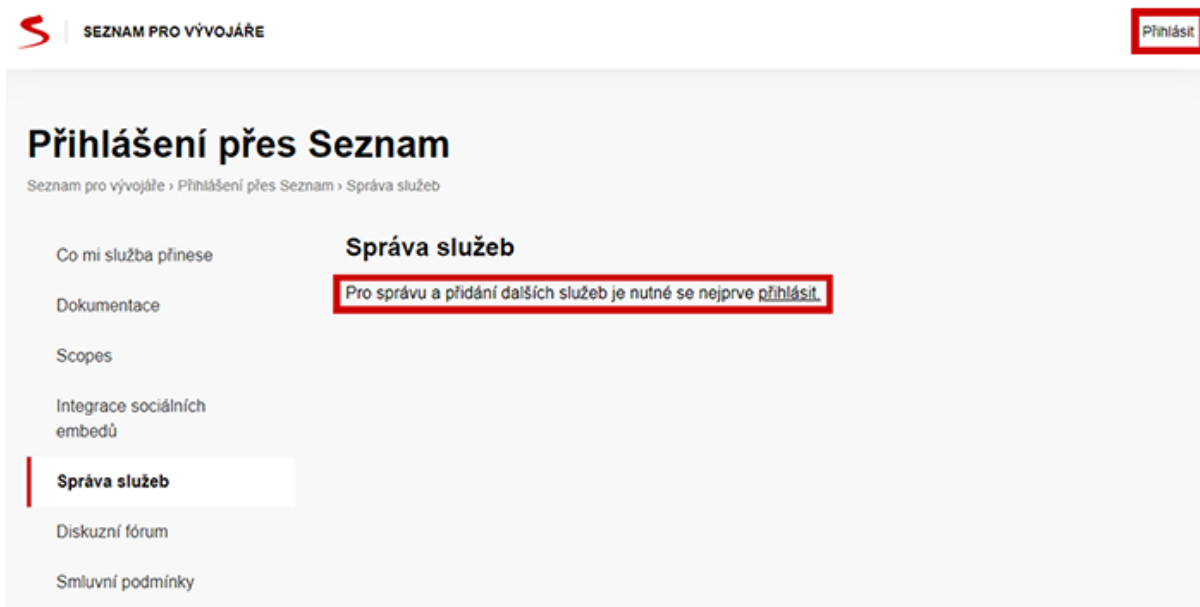 SEZNAM PRO VÝVOJÁŘE
Přihlásit
Přihlášení přes Seznam
Seznam pro vývojáře › Přihlášení přes Seznam › Správa služeb
Co mi služba přinese
Dokumentace
Scopes
Integrace sociálních
embedů
Správa služeb
Diskuzní fórum
Smluvní podmínky
Správa služeb
Pro správu a přidání dalších služeb je nutné se nejprve přihlásit.